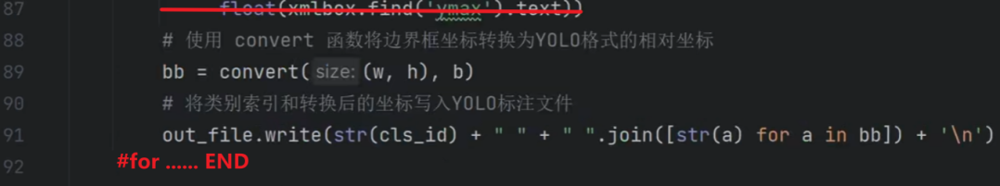 87 float(xmlbox.find('ymax').text))
88 # 使用 convert 函数将边界框坐标转换为YOLO格式的相对坐标
89 bb = convert(size:(w, h), b)
90 # 将类别索引和转换后的坐标写入YOLO标注文件
91 out_file.write(str(cls_id) + " " + " ".join([str(a) for a in bb]) + '\n')
92 #for ...... END